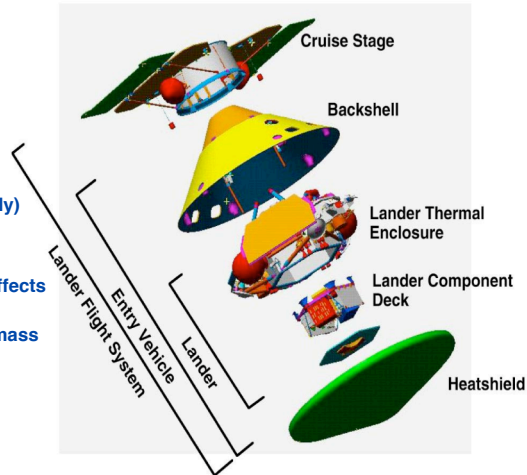 Cruise Stage
Backshell
ly)
Lander Thermal
Enclosure
ffects
Lander Component
Deck
mass
Heatshield
Lander
Entry Vehicle
Lander Flight System